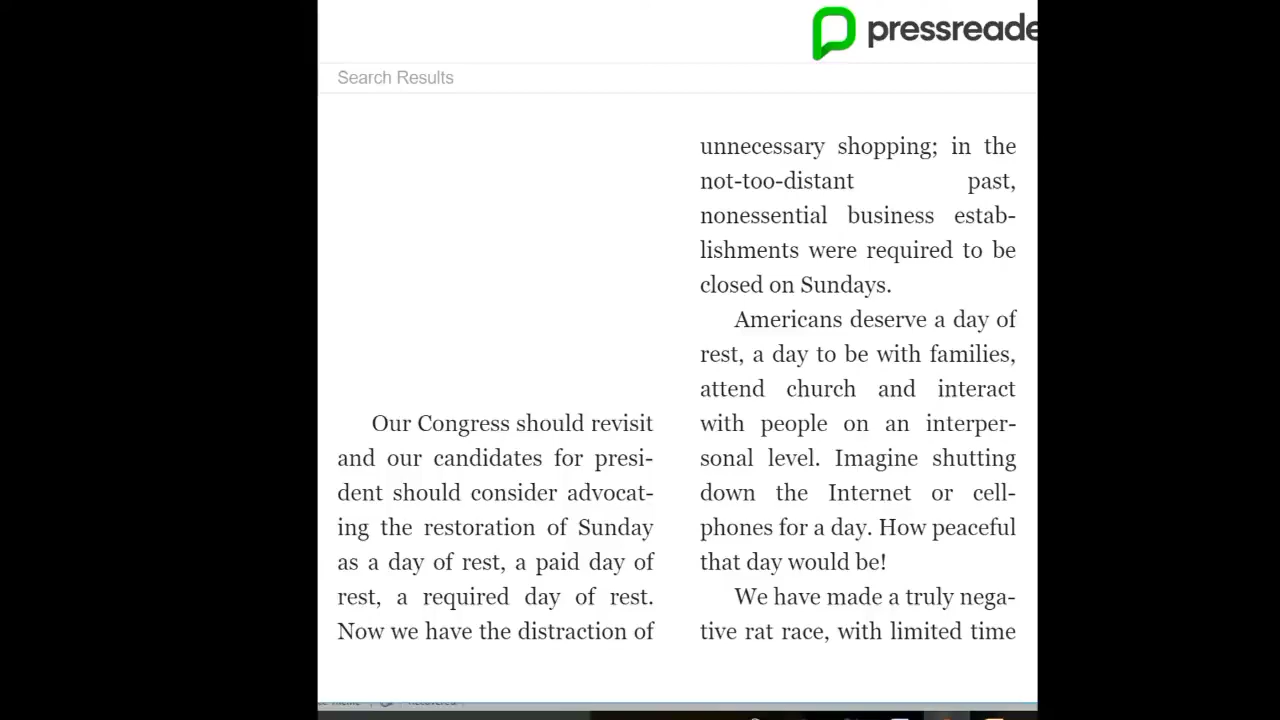 pressreade
Search Results
Our Congress should revisit
and our candidates for presi-
dent should consider advocat-
ing the restoration of Sunday
as a day of rest, a paid day of
rest, a required day of rest.
Now we have the distraction of
unnecessary shopping; in the
not-too-distant past,
nonessential business estab-
lishments were required to be
closed on Sundays.
Americans deserve a day of
rest, a day to be with families,
attend church and interact
with people on an interper-
sonal level. Imagine shutting
down the Internet or cell-
phones for a day. How peaceful
that day would be!
We have made a truly nega-
tive rat race, with limited time